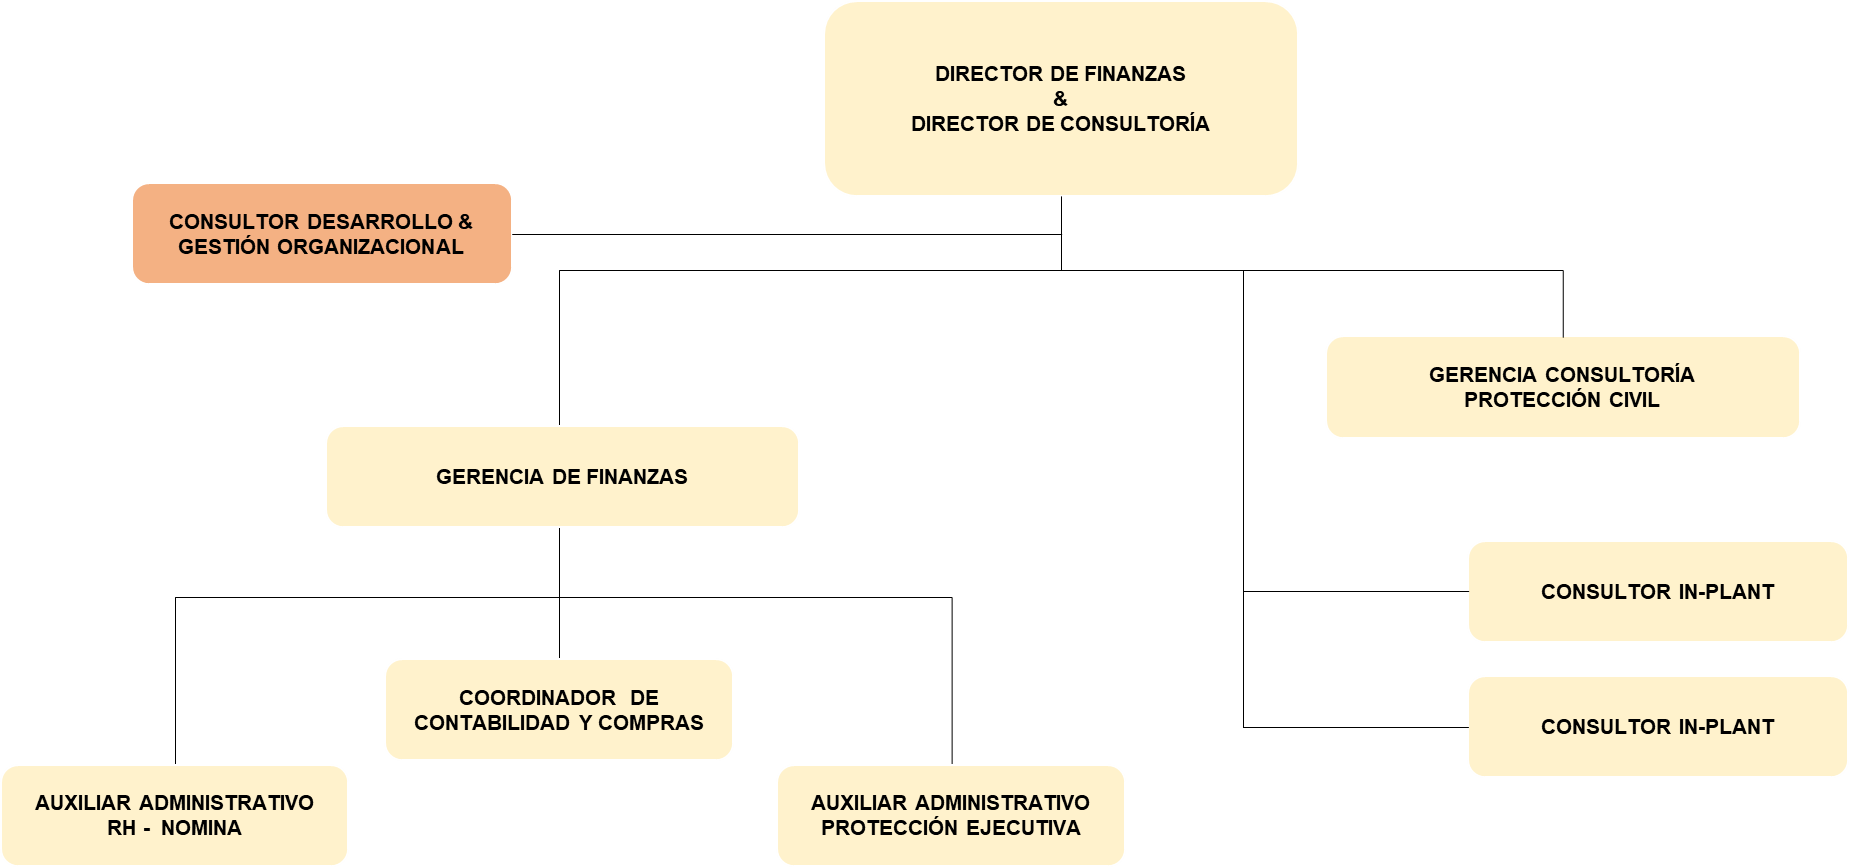 DIRECTOR DE FINANZAS
&
DIRECTOR DE CONSULTORÍA
CONSULTOR DESARROLLO &
GESTIÓN ORGANIZACIONAL
GERENCIA CONSULTORÍA
PROTECCIÓN CIVIL
GERENCIA DE FINANZAS
CONSULTOR IN-PLANT
COORDINADOR DE
CONTABILIDAD Y COMPRAS
CONSULTOR IN-PLANT
AUXILIAR ADMINISTRATIVO
RH - NOMINA
AUXILIAR ADMINISTRATIVO
PROTECCIÓN EJECUTIVA